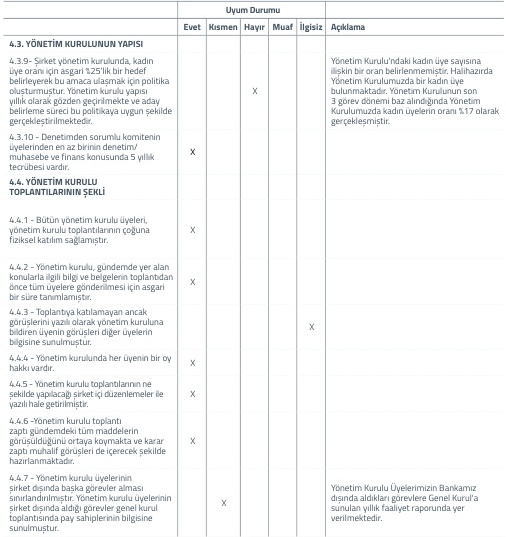 Uyum Durumu
Evet Kısmen Hayır Muaf İlgisiz Açıklama
4.3. YÖNETİM KURULUNUN YAPISI
4.3.9- Şirket yönetim kurulunda, kadın
üye oranı için asgari %25'lik bir hedef
belirleyerek bu amaca ulaşmak için politika
oluşturmuştur. Yönetim kurulu yapısı
yıllık olarak gözden geçirilmekte ve aday
belirleme süreci bu politikaya uygun şekilde
gerçekleştirilmektedir.
X
Yönetim Kurulu'ndaki kadın üye sayısına
ilişkin bir oran belirlenmemiştir. Halihazırda
Yönetim Kurulumuzda bir kadın üye
bulunmaktadır. Yönetim Kurulunun son
3 görev dönemi baz alındığında Yönetim
Kurulumuzda kadın üyelerin oranı %17 olarak
gerçekleşmiştir.
4.3.10 - Denetimden sorumlu komitenin
üyelerinden en az birinin denetim/
muhasebe ve finans konusunda 5 yıllık
tecrübesi vardır.
X
4.4. YÖNETİM KURULU
TOPLANTILARININ ŞEKLİ
4.4.1 - Bütün yönetim kurulu üyeleri,
yönetim kurulu toplantılarının çoğuna
fiziksel katılım sağlamıştır.
X
4.4.2 - Yönetim kurulu, gündemde yer alan
konularla ilgili bilgi ve belgelerin toplantıdan
önce tüm üyelere gönderilmesi için asgari
bir süre tanımlamıştır.
X
4.4.3 - Toplantıya katılamayan ancak
görüşlerini yazılı olarak yönetim kuruluna
bildiren üyenin görüşleri diğer üyelerin
bilgisine sunulmuştur.
X
4.4.4 - Yönetim kurulunda her üyenin bir oy
hakkı vardır.
X
4.4.5 - Yönetim kurulu toplantılarının ne
şekilde yapılacağı şirket içi düzenlemeler ile
yazılı hale getirilmiştir.
X
4.4.6 -Yönetim kurulu toplantı
zaptı gündemdeki tüm maddelerin
görüşüldüğünü ortaya koymakta ve karar
zaptı muhalif görüşleri de içerecek şekilde
hazırlanmaktadır.
X
4.4.7 - Yönetim kurulu üyelerinin
şirket dışında başka görevler alması
sınırlandırılmıştır. Yönetim kurulu üyelerinin
şirket dışında aldığı görevler genel kurul
toplantısında pay sahiplerinin bilgisine
sunulmuştur.
X
Yönetim Kurulu Üyelerimizin Bankamız
dışında aldıkları görevlere Genel Kurul'a
sunulan yıllık faaliyet raporunda yer
verilmektedir.